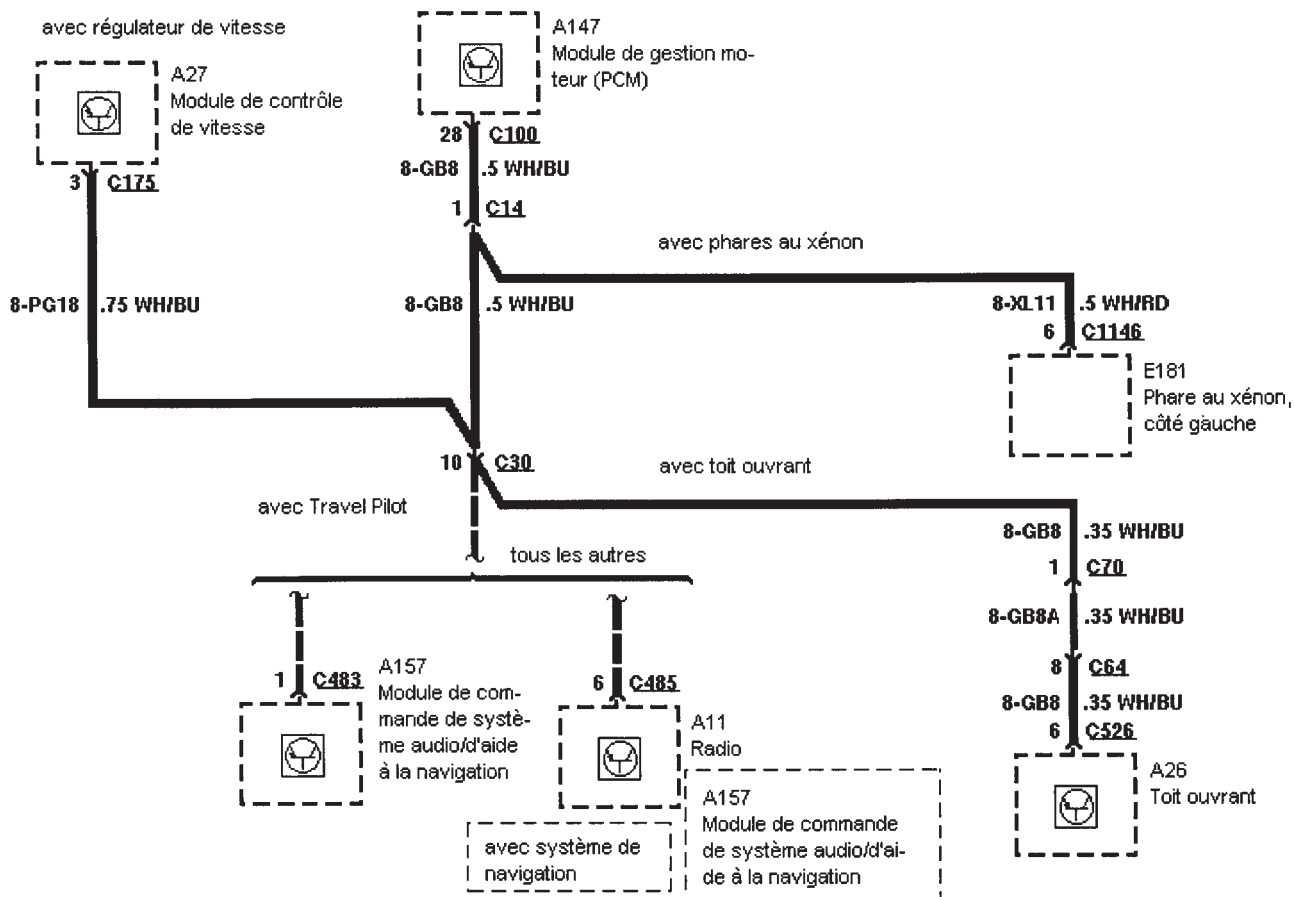 avec régulateur de vitesse
A27
Module de contrôle
de vitesse
3 C175
A147
Module de gestion mo-
teur (PCM)
28 C100
8-GB8 .5 WH/BU
1 C14
avec phares au xénon
8-PG18 .75 WH/BU
8-GB8 .5 WH/BU
8-XL11 .5 WH/RD
6 C1146
E181
Phare au xénon,
côté gauche
10 C30
avec toit ouvrant
avec Travel Pilot
tous les autres
8-GB8 .35 WH/BU
1 C70
8-GB8A .35 WH/BU
8 C64
8-GB8 .35 WH/BU
6 C526
1 C483
A157
Module de com-
mande de systè-
me audio/d'aide
à la navigation
6 C485
A11
Radio
A157
Module de commande
de système audio/d'ai-
de à la navigation
avec système de
navigation
A26
Toit ouvrant